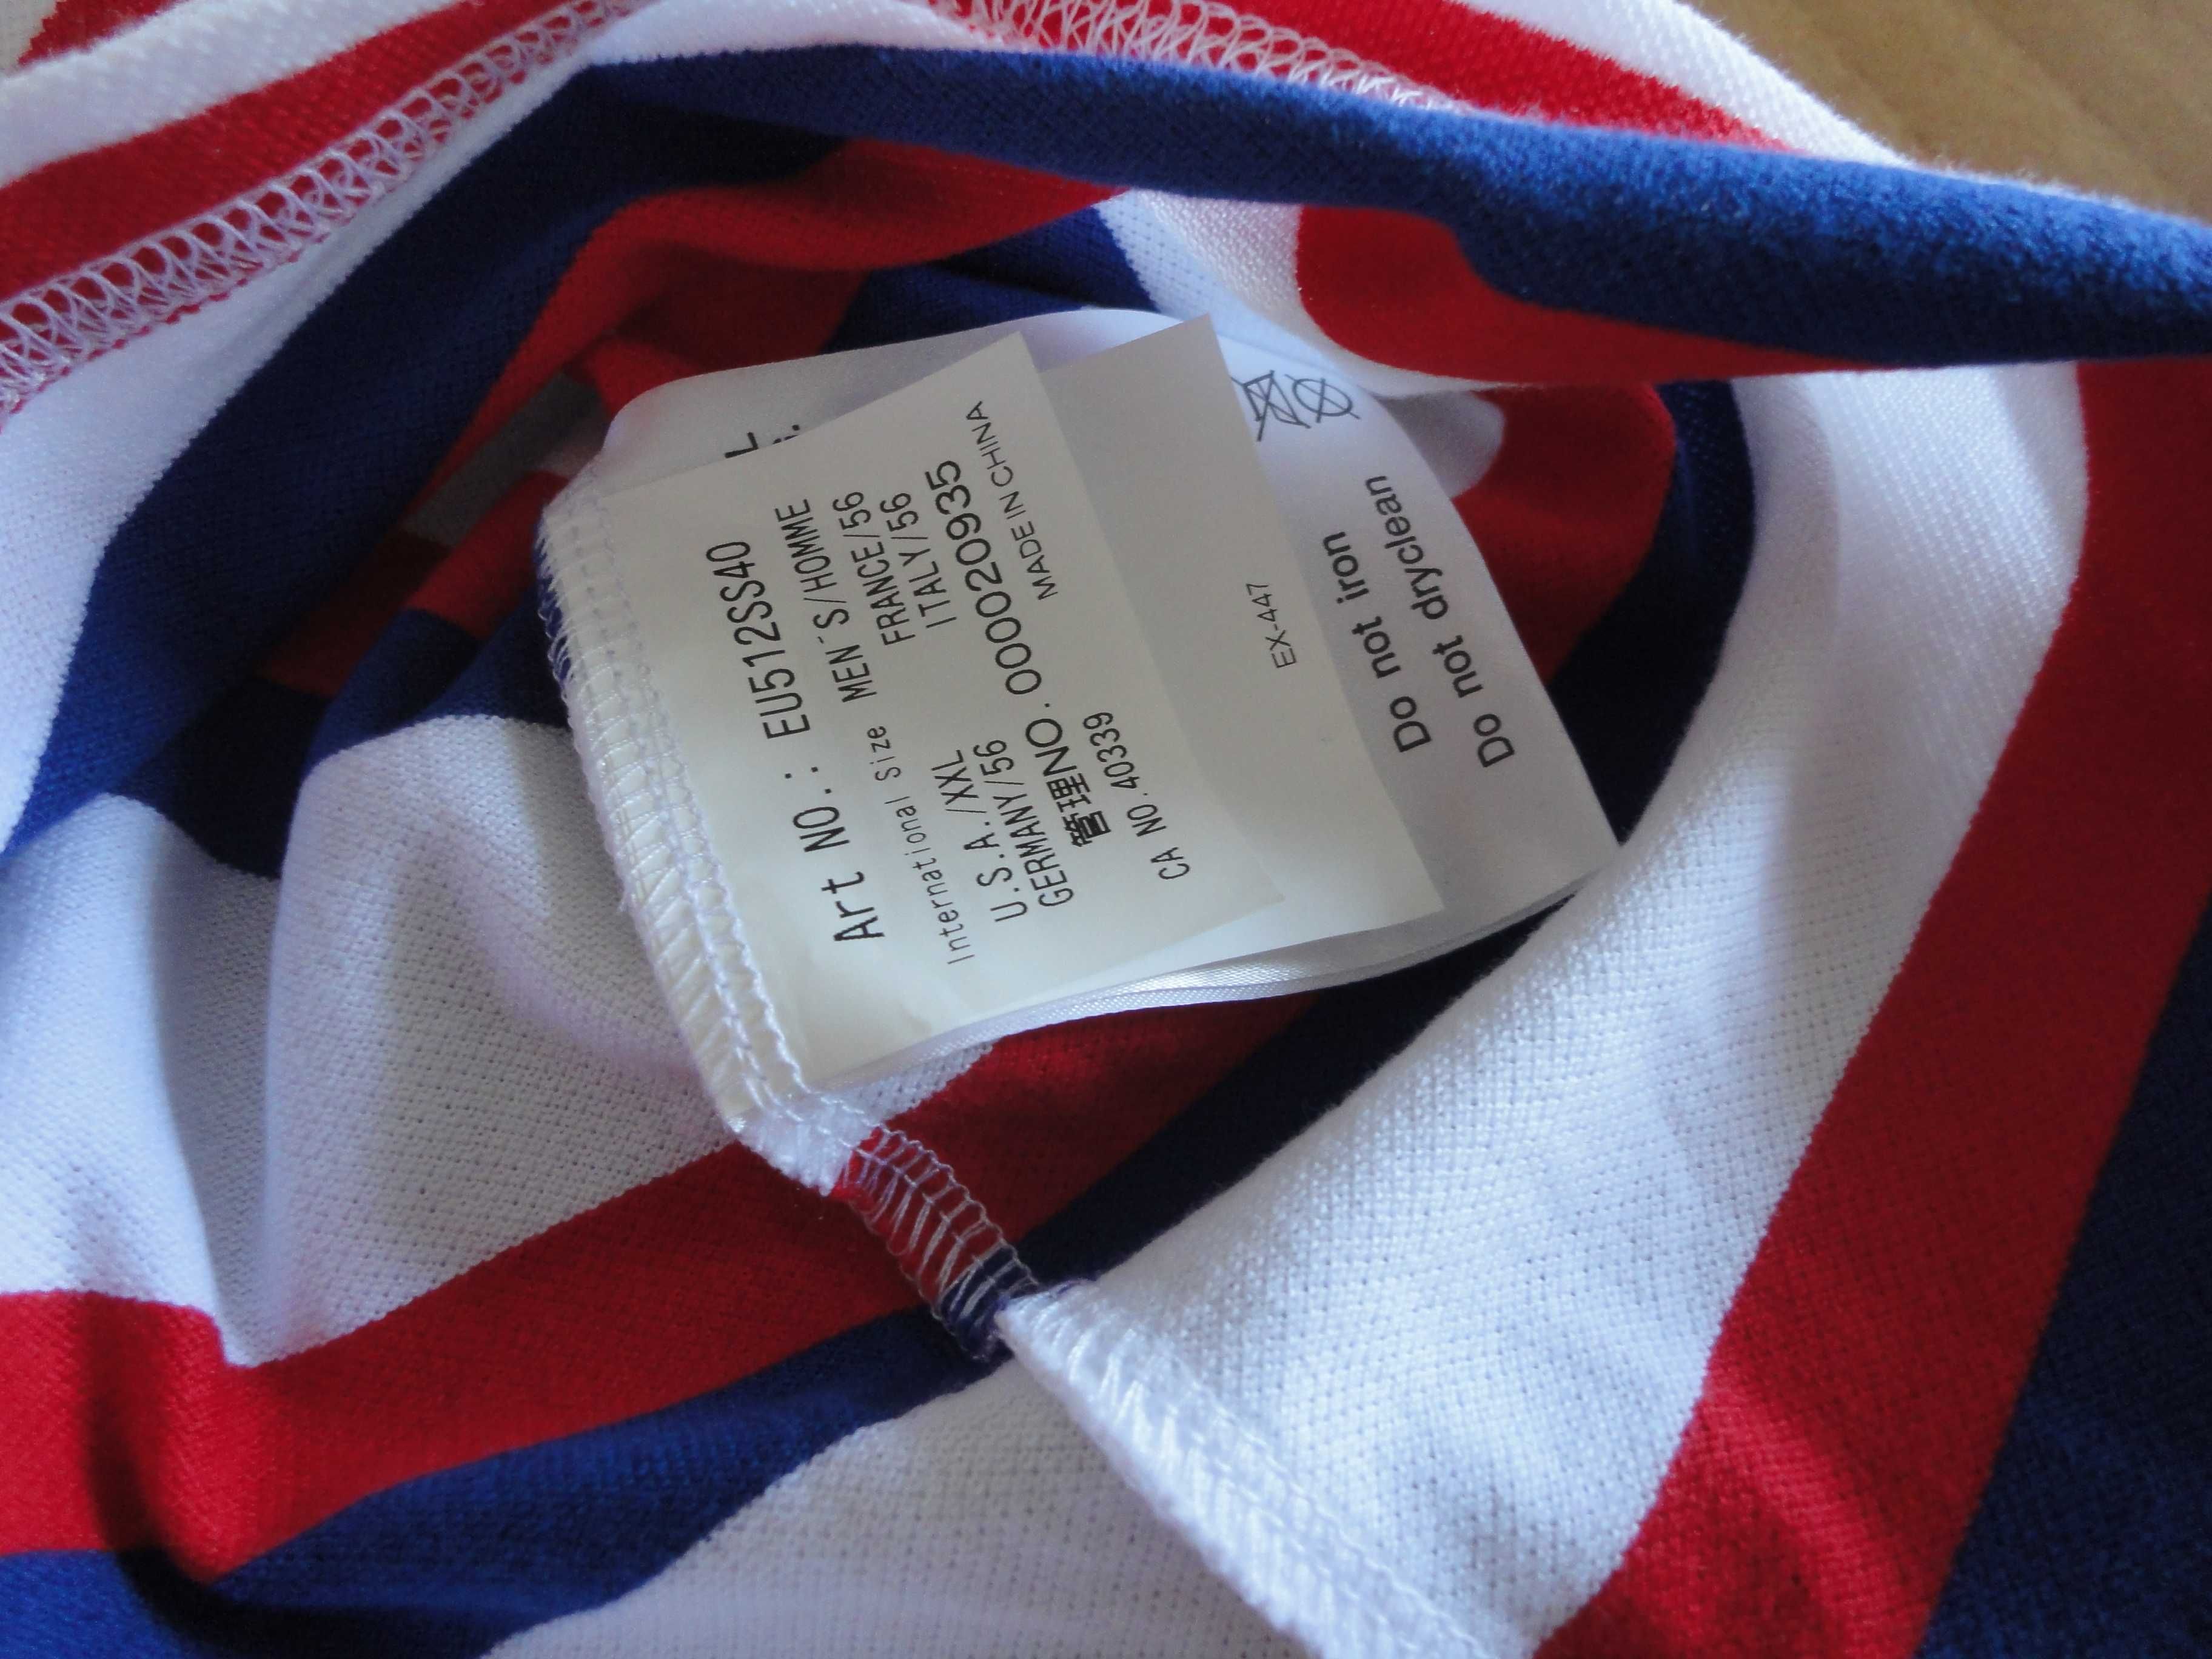 Art NO.: EU512SS40
International Size MEN´S/HOMME
U.S.A./XXL FRANCE/56
GERMANY/56 ITALY/56
管理NO. 000020935
CA NO. 40339 MADE IN CHINA
EX-447
Do not iron
Do not dryclean